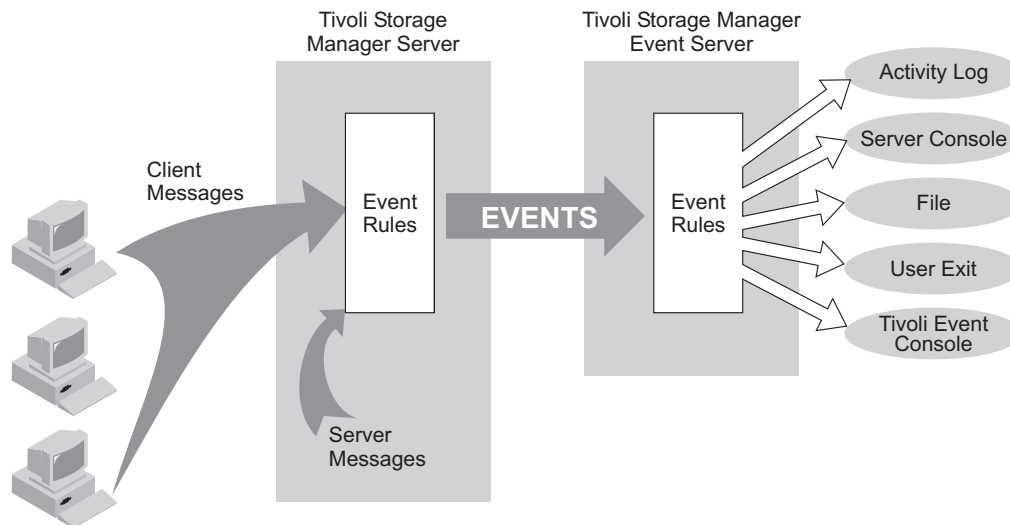 Tivoli Storage
Manager Server
Tivoli Storage Manager
Event Server
Client
Messages
Event
Rules
Server
Messages
EVENTS
Event
Rules
Activity Log
Server Console
File
User Exit
Tivoli Event
Console